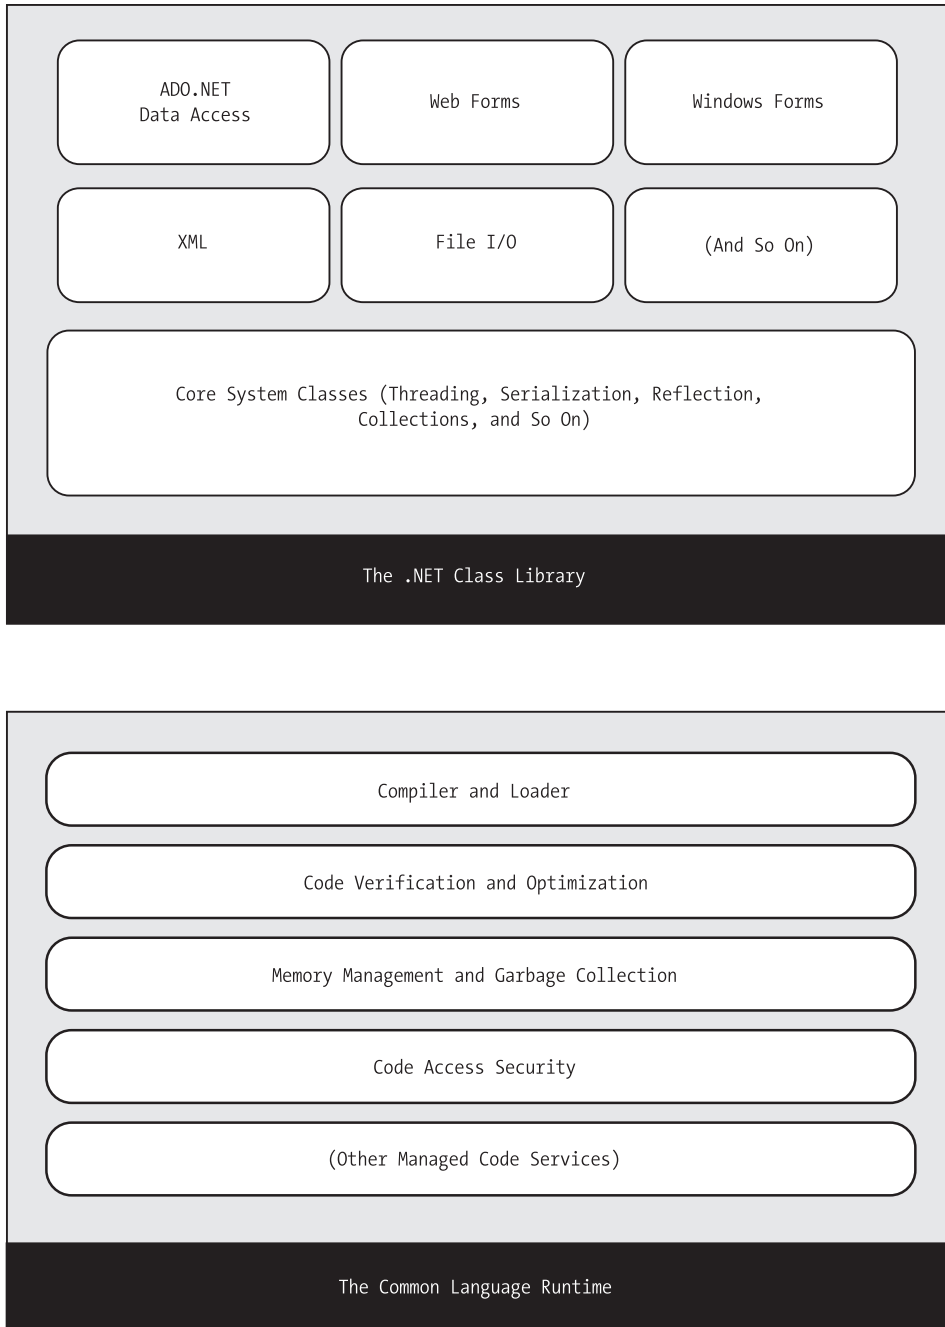 ADO.NET
Data Access
Web Forms
Windows Forms
XML
File I/O
(And So On)
Core System Classes (Threading, Serialization, Reflection,
Collections, and So On)
The .NET Class Library
Compiler and Loader
Code Verification and Optimization
Memory Management and Garbage Collection
Code Access Security
(Other Managed Code Services)
The Common Language Runtime